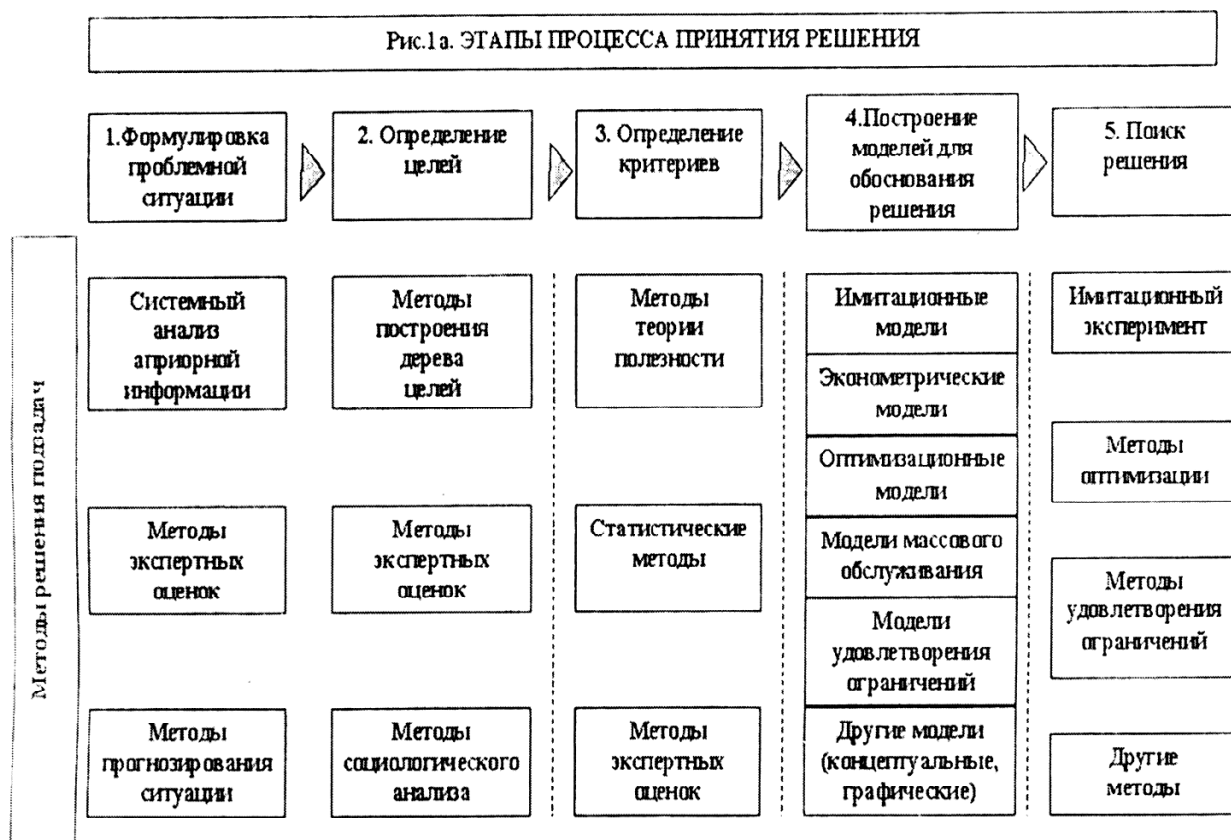 Рис.1а. ЭТАПЫ ПРОЦЕССА ПРИНЯТИЯ РЕШЕНИЯ
1.Формулировка
проблемной
ситуации
2. Определение
целей
3. Определение
критериев
4.Построение
моделей для
обоснования
решения
5. Поиск
решения
Методы решения подзадач
Системный
анализ
априорной
информации
Методы
экспертных
оценок
Методы
прогнозирования
ситуации
Методы
построения
дерева
целей
Методы
экспертных
оценок
Методы
социологического
анализа
Методы
теории
полезности
Статистические
методы
Методы
экспертных
оценок
Имитационные
модели
Эконометрические
модели
Оптимизационные
модели
Модели массового
обслуживания
Модели
удовлетворения
ограничений
Другие модели
(концептуальные,
графические)
Имитационный
эксперимент
Методы
оптимизации
Методы
удовлетворения
ограничений
Другие
методы